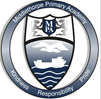 Middlethorpe Primary Academy
MPA
Kindness Responsibility Pride